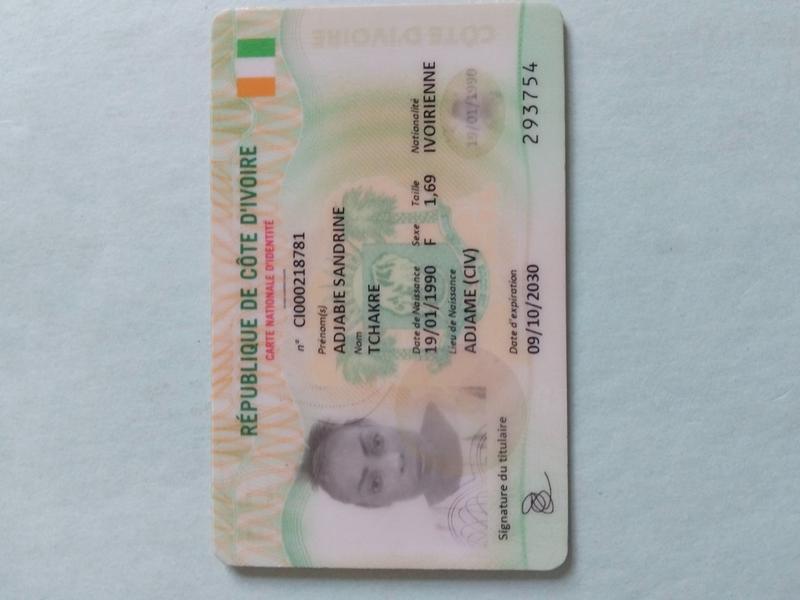 CÔTE D'IVOIRE
RÉPUBLIQUE DE CÔTE D'IVOIRE
CARTE NATIONALE D'IDENTITÉ
n° CI000218781
Prénom(s)
ADJABIE SANDRINE
Nom
TCHAKRE
Date de Naissance Sexe Taille Nationalité
19/01/1990 F 1,69 IVOIRIENNE
Lieu de Naissance
ADJAME (CIV)
19/01/1990
Date d'expiration
09/10/2030
293754
Signature du titulaire